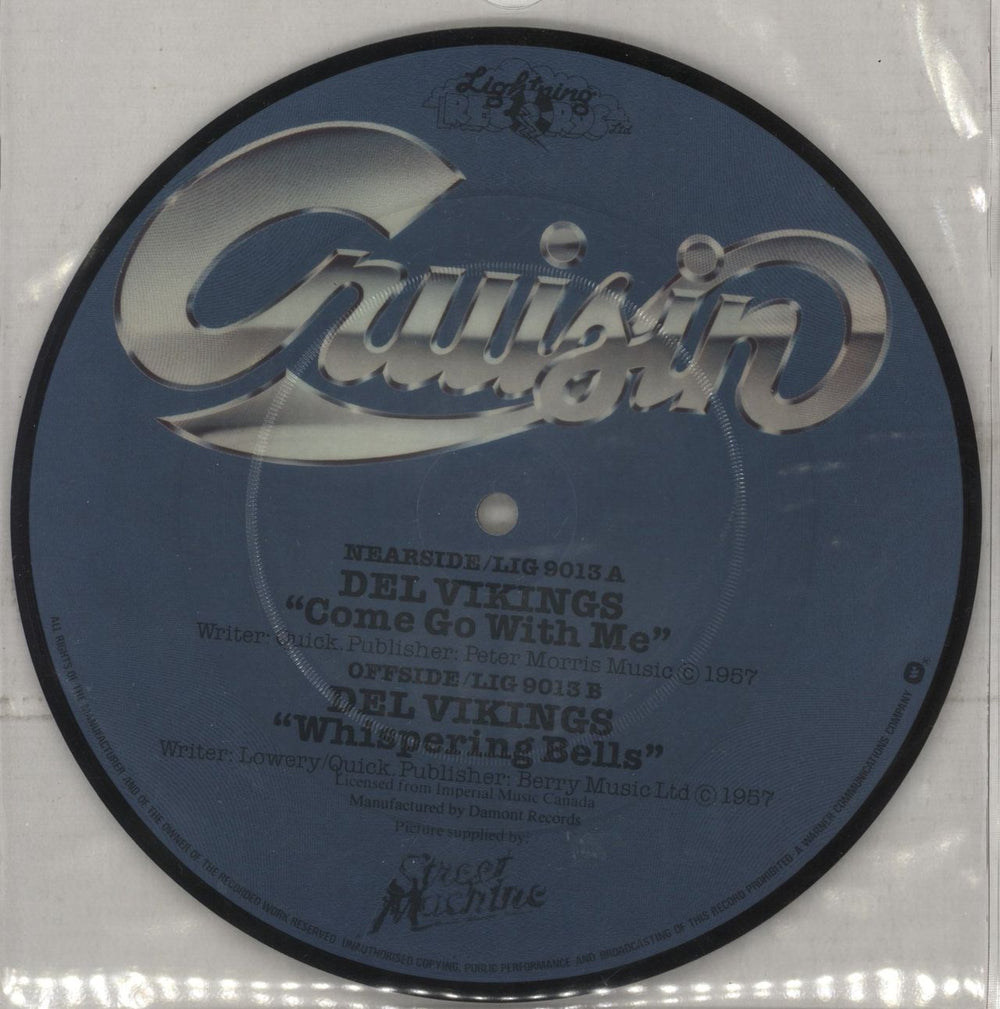 Lightning
RECORDS Ltd
Cruisin
NEARSIDE/LIG 9013 A
DEL VIKINGS
“Come Go With Me”
Writer: Quick. Publisher: Peter Morris Music © 1957
OFFSIDE/LIG 9013 B
DEL VIKINGS
“Whispering Bells”
Writer: Lowery/Quick. Publisher: Berry Music Ltd © 1957
Licensed from Imperial Music Canada
Manufactured by Damont Records
Picture supplied by
Street
Machine
ALL RIGHTS OF THE MANUFACTURER AND OF THE OWNER OF THE RECORDED WORK RESERVED UNAUTHORISED COPYING, PUBLIC PERFORMANCE AND BROADCASTING OF THIS RECORD PROHIBITED · A WARNER COMMUNICATIONS COMPANY ®